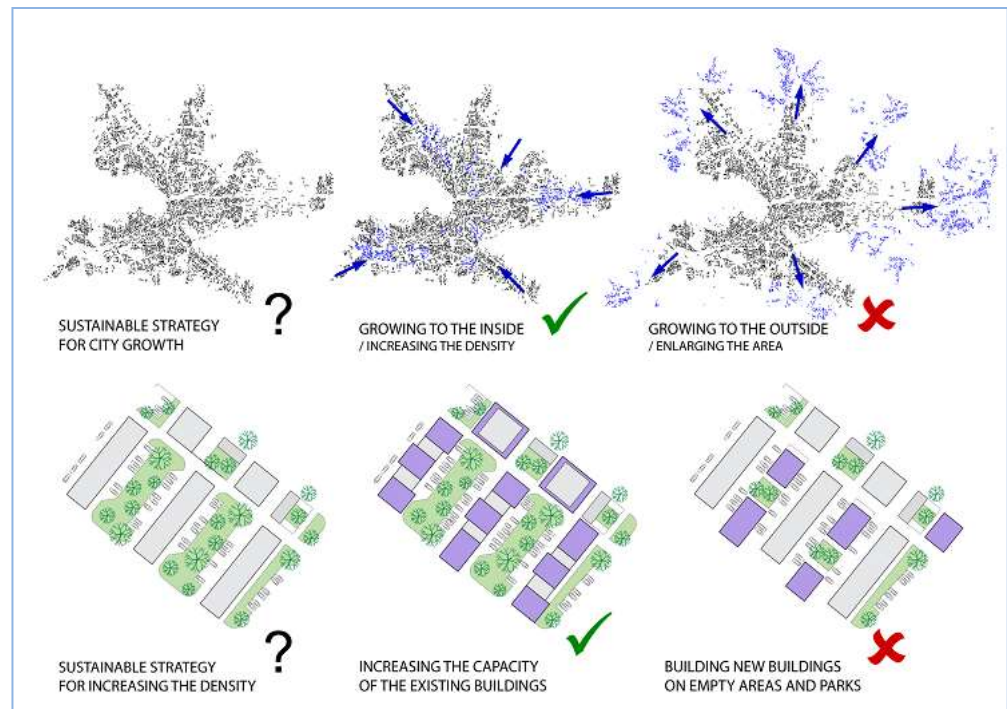 ?
SUSTAINABLE STRATEGY
FOR CITY GROWTH
GROWING TO THE INSIDE
/ INCREASING THE DENSITY
GROWING TO THE OUTSIDE
/ ENLARGING THE AREA
?
SUSTAINABLE STRATEGY
FOR INCREASING THE DENSITY
INCREASING THE CAPACITY
OF THE EXISTING BUILDINGS
BUILDING NEW BUILDINGS
ON EMPTY AREAS AND PARKS